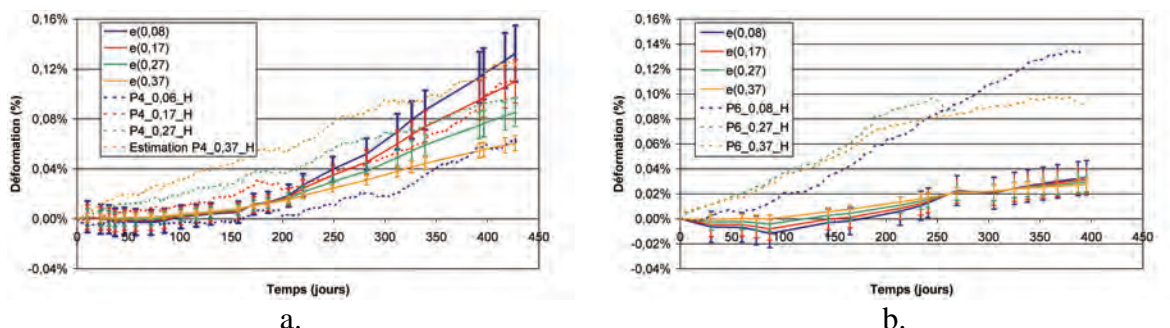 0,16%
0,12%
0,08%
0,04%
0,00%
-0,04%
Déformation (%)
e(0,08)
e(0,17)
e(0,27)
e(0,37)
P4_0,06_H
P4_0,17_H
P4_0,27_H
Estimation P4_0,37_H
0 50 100 150 200 250 300 350 400 450
Temps (jours)
a.
0,16%
0,14%
0,12%
0,10%
0,08%
0,06%
0,04%
0,02%
0,00%
-0,02%
-0,04%
Déformation (%)
e(0,08)
e(0,17)
e(0,27)
e(0,37)
P6_0,08_H
P6_0,27_H
P6_0,37_H
0 50 100 150 200 250 300 350 400 450
Temps (jours)
b.